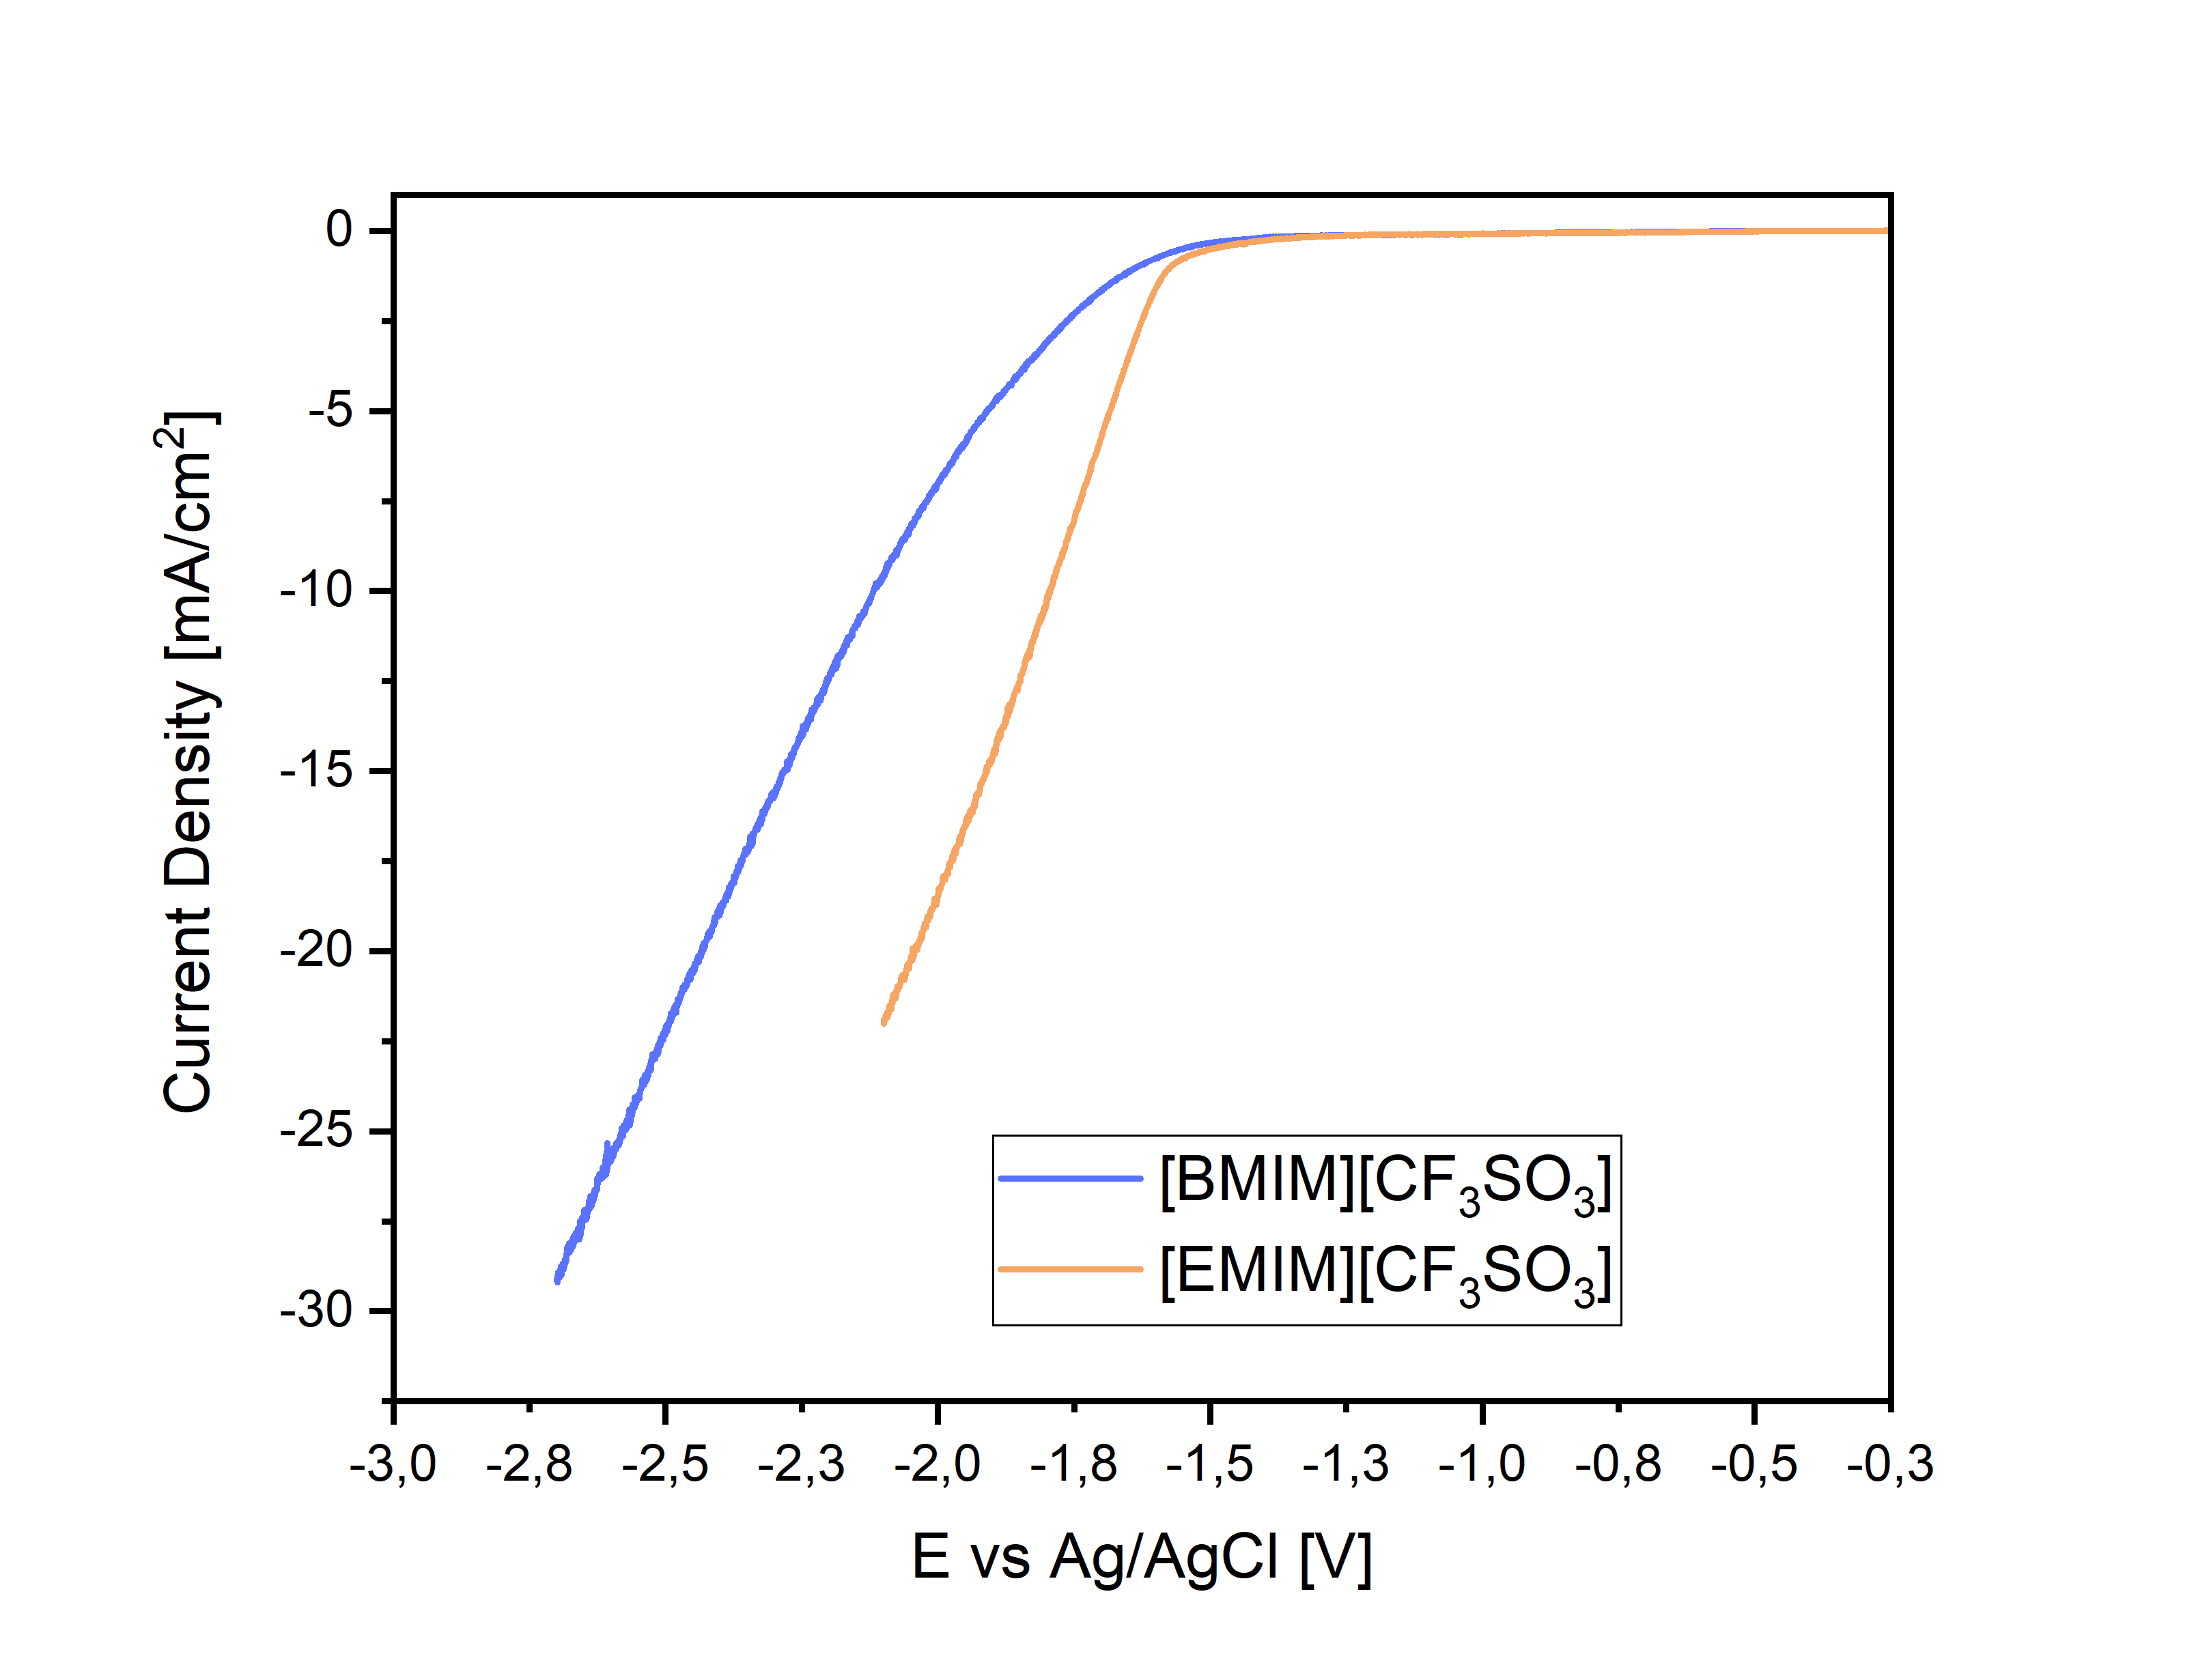 0
-5
-10
-15
-20
-25
-30
Current Density [mA/cm²]
[BMIM][CF₃SO₃]
[EMIM][CF₃SO₃]
-3,0 -2,8 -2,5 -2,3 -2,0 -1,8 -1,5 -1,3 -1,0 -0,8 -0,5 -0,3
E vs Ag/AgCl [V]